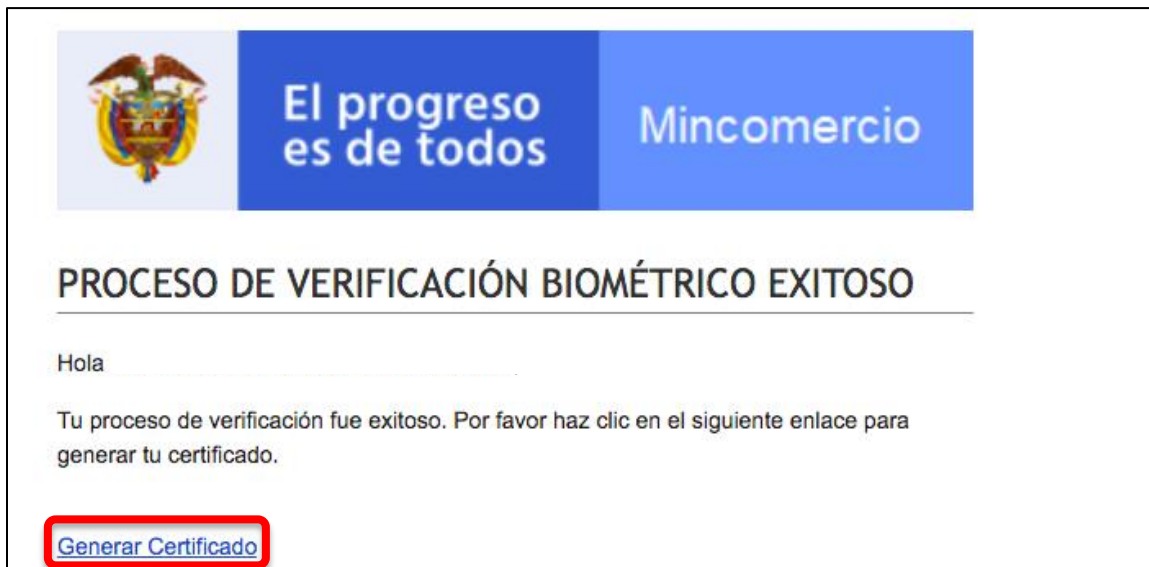 El progreso
es de todos
Mincomercio
PROCESO DE VERIFICACIÓN BIOMÉTRICO EXITOSO
Hola
Tu proceso de verificación fue exitoso. Por favor haz clic en el siguiente enlace para
generar tu certificado.
Generar Certificado